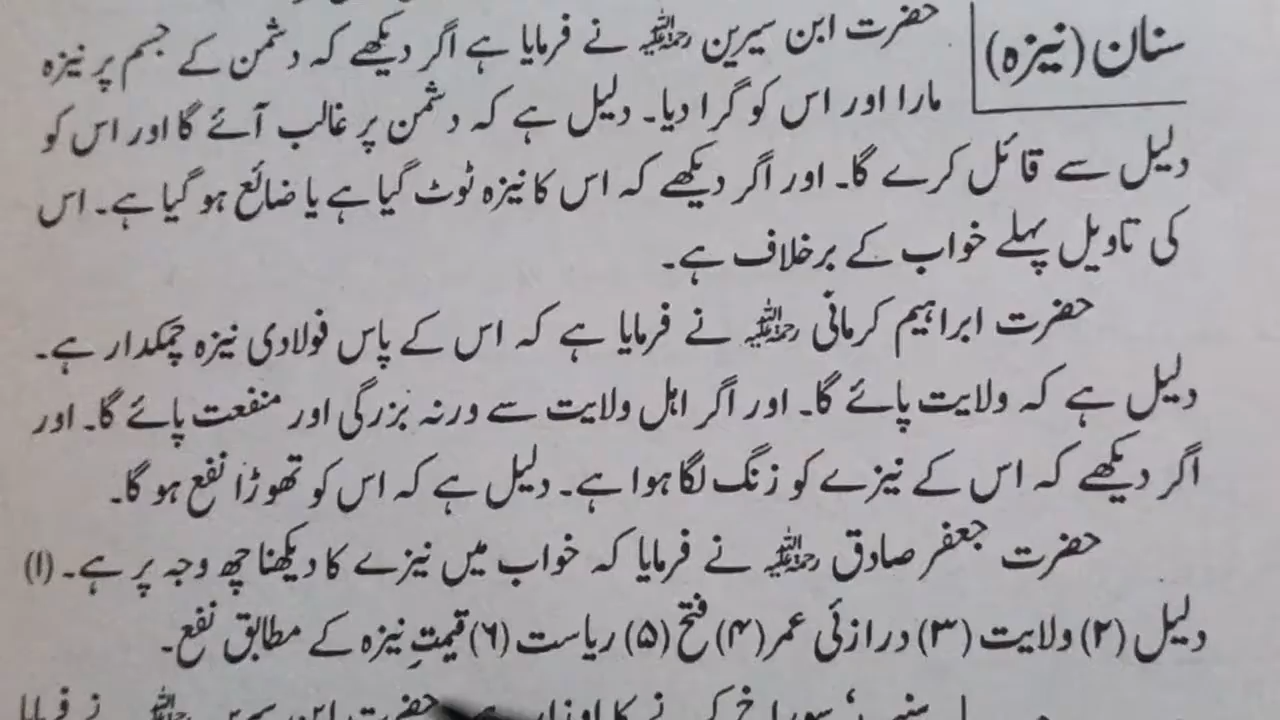 سنان (نیزہ)
حضرت ابن سیرین رحمۃ اللہ علیہ نے فرمایا ہے اگر دیکھے کہ دشمن کے جسم پر نیزہ
مارا اور اس کو گرا دیا۔ دلیل ہے کہ دشمن پر غالب آئے گا اور اس کو
دلیل سے قائل کرے گا۔ اور اگر دیکھے کہ اس کا نیزہ ٹوٹ گیا ہے یا ضائع ہو گیا ہے۔ اس
کی تاویل پہلے خواب کے برخلاف ہے۔
حضرت ابراہیم کرمانی رحمۃ اللہ علیہ نے فرمایا ہے کہ اس کے پاس فولادی نیزہ چمکدار ہے۔
دلیل ہے کہ ولایت پائے گا۔ اور اگر اہل ولایت سے ورنہ بزرگی اور منفعت پائے گا۔ اور
اگر دیکھے کہ اس کے نیزے کو زنگ لگا ہوا ہے۔ دلیل ہے کہ اس کو تھوڑا نفع ہو گا۔
حضرت جعفر صادق رحمۃ اللہ علیہ نے فرمایا کہ خواب میں نیزے کا دیکھنا چھ وجہ پر ہے۔ (۱)
دلیل (۲) ولایت (۳) درازئی عمر (۴) فتح (۵) ریاست (۶) قیمتِ نیزہ کے مطابق نفع۔
حضرت ابن سیرین رحمۃ اللہ علیہ نے فرمایا